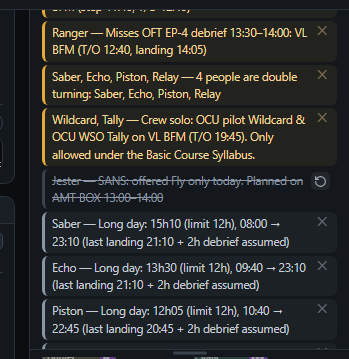 Ranger — Misses OFT EP-4 debrief 13:30–14:00: VL
BFM (T/O 12:40, landing 14:05)
Saber, Echo, Piston, Relay — 4 people are double
turning: Saber, Echo, Piston, Relay
Wildcard, Tally — Crew solo: OCU pilot Wildcard &
OCU WSO Tally on VL BFM (T/O 19:45). Only
allowed under the Basic Course Syllabus.
Jester — SANS: offered Fly only today. Planned on
AMT BOX 13:00–14:00
Saber — Long day: 15h10 (limit 12h), 08:00 →
23:10 (last landing 21:10 + 2h debrief assumed)
Echo — Long day: 13h30 (limit 12h), 09:40 → 23:10
(last landing 21:10 + 2h debrief assumed)
Piston — Long day: 12h05 (limit 12h), 10:40 →
22:45 (last landing 20:45 + 2h debrief assumed)